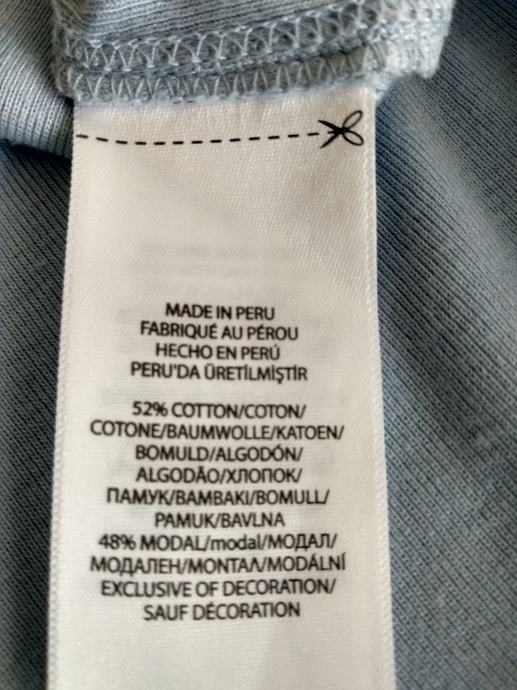 MADE IN PERU
FABRIQUÉ AU PÉROU
HECHO EN PERÚ
PERU'DA ÜRETİLMİŞTİR
52% COTTON/COTON/
COTONE/BAUMWOLLE/KATOEN/
BOMULD/ALGODÓN/
ALGODÃO/ХЛОПОК/
ПАМУК/BAMBAKI/BOMULL/
PAMUK/BAVLNA
48% MODAL/modal/МОДАЛ/
МОДАЛЕН/ΜΟΝΤΑΛ/MODÁLNÍ
EXCLUSIVE OF DECORATION/
SAUF DÉCORATION